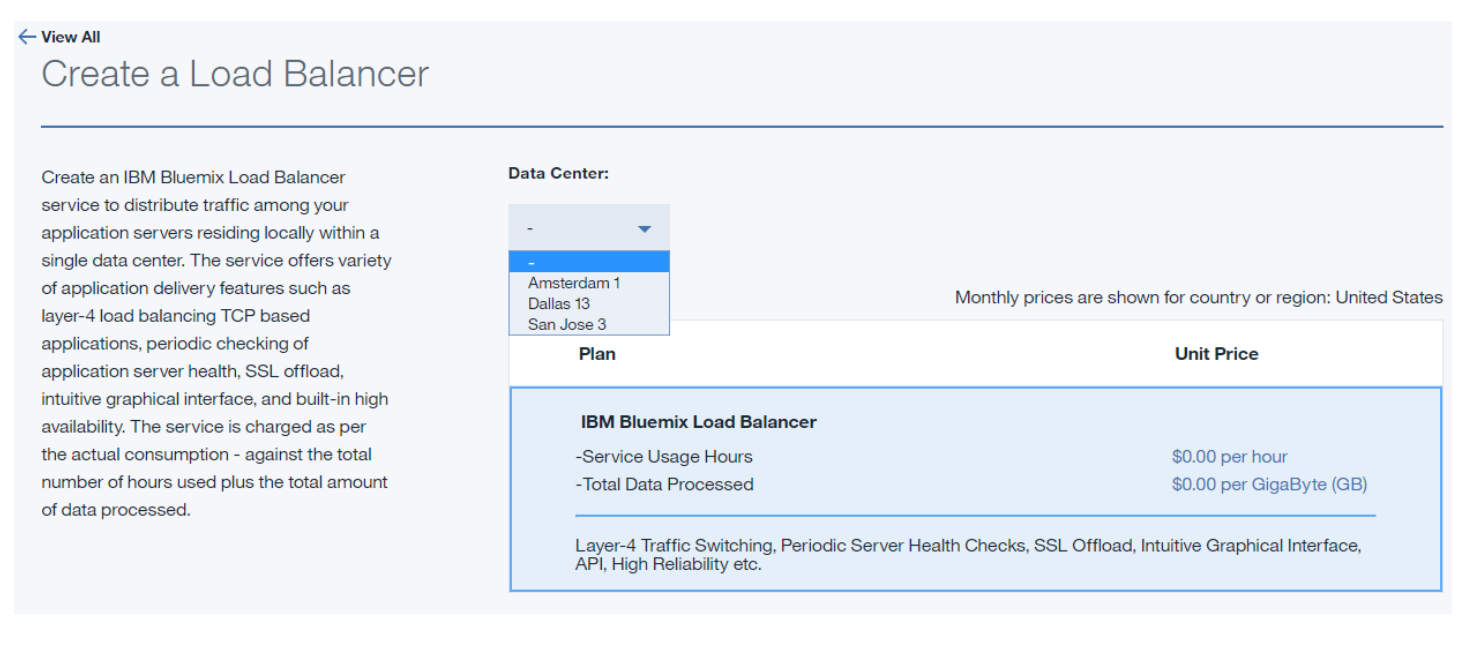 ← View All
Create a Load Balancer
Create an IBM Bluemix Load Balancer
service to distribute traffic among your
application servers residing locally within a
single data center. The service offers variety
of application delivery features such as
layer-4 load balancing TCP based
applications, periodic checking of
application server health, SSL offload,
intuitive graphical interface, and built-in high
availability. The service is charged as per
the actual consumption - against the total
number of hours used plus the total amount
of data processed.
Data Center:
-
-
Amsterdam 1
Dallas 13
San Jose 3
Monthly prices are shown for country or region: United States
Plan Unit Price
IBM Bluemix Load Balancer
-Service Usage Hours $0.00 per hour
-Total Data Processed $0.00 per GigaByte (GB)
Layer-4 Traffic Switching, Periodic Server Health Checks, SSL Offload, Intuitive Graphical Interface,
API, High Reliability etc.